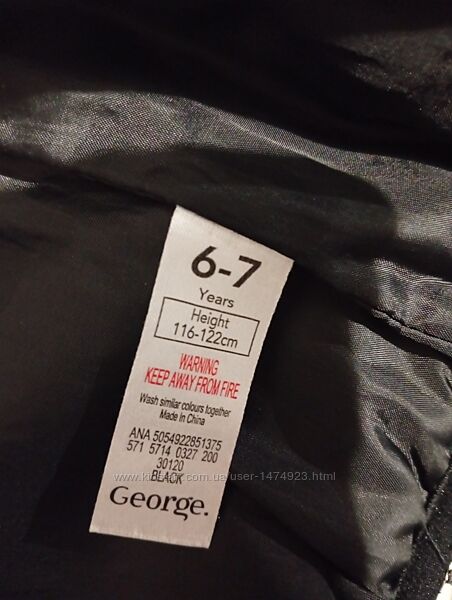 6-7
Years
Height
116-122cm
WARNING
KEEP AWAY FROM FIRE
Wash similar colours together
Made In China
ANA 5054922851375
571 5714 0327 200
30120
BLACK
George.